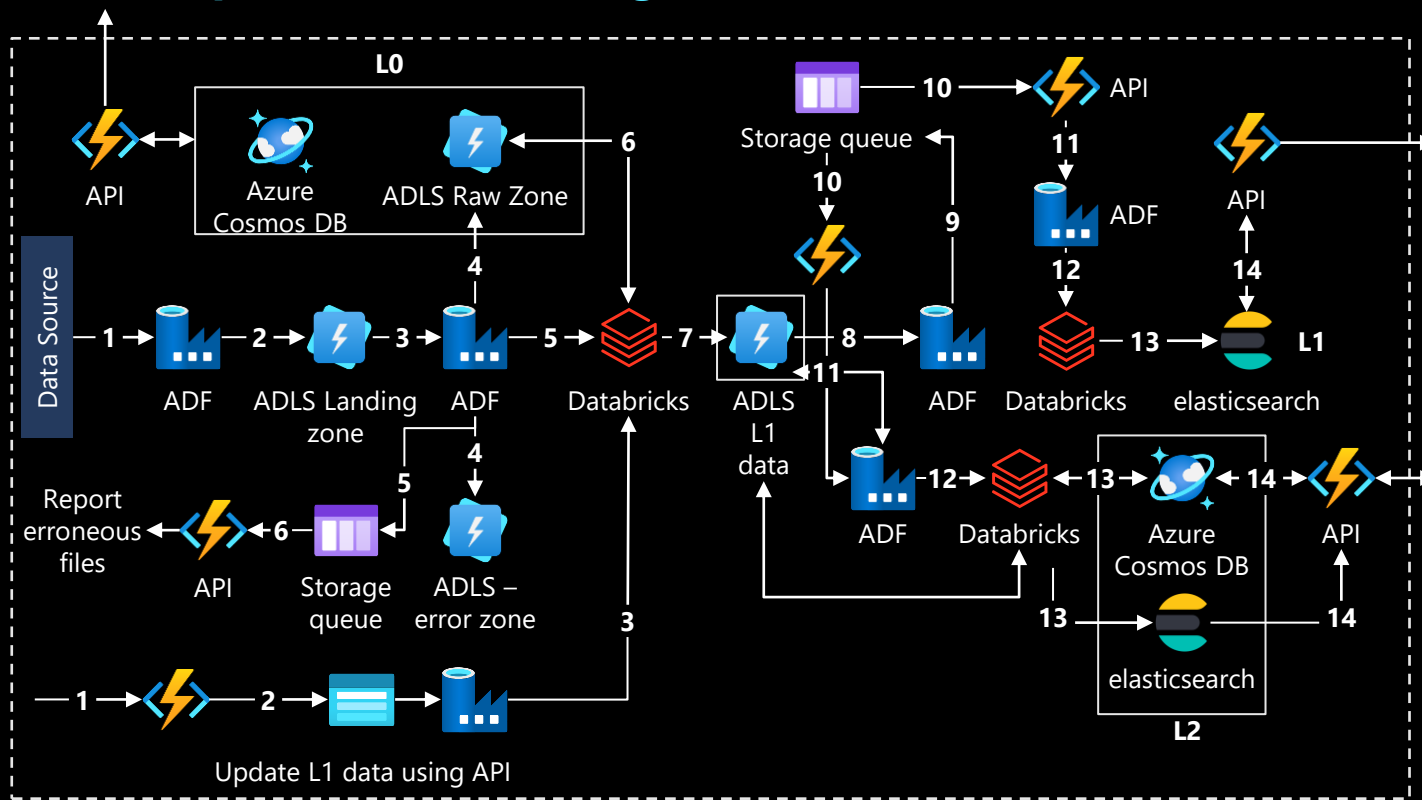 L0
10
API
Storage queue
6
11
API
Azure
Cosmos DB
ADLS Raw Zone
10
ADF
API
9
4
12
14
Data Source
1
2
3
5
7
8
13
L1
11
ADF
ADLS Landing
zone
ADF
Databricks
ADLS
L1
data
ADF
Databricks
elasticsearch
4
5
12
13
14
Report
erroneous
files
6
ADF
Databricks
Azure
Cosmos DB
API
API
Storage
queue
ADLS –
error zone
3
13
14
elasticsearch
1
2
L2
Update L1 data using API